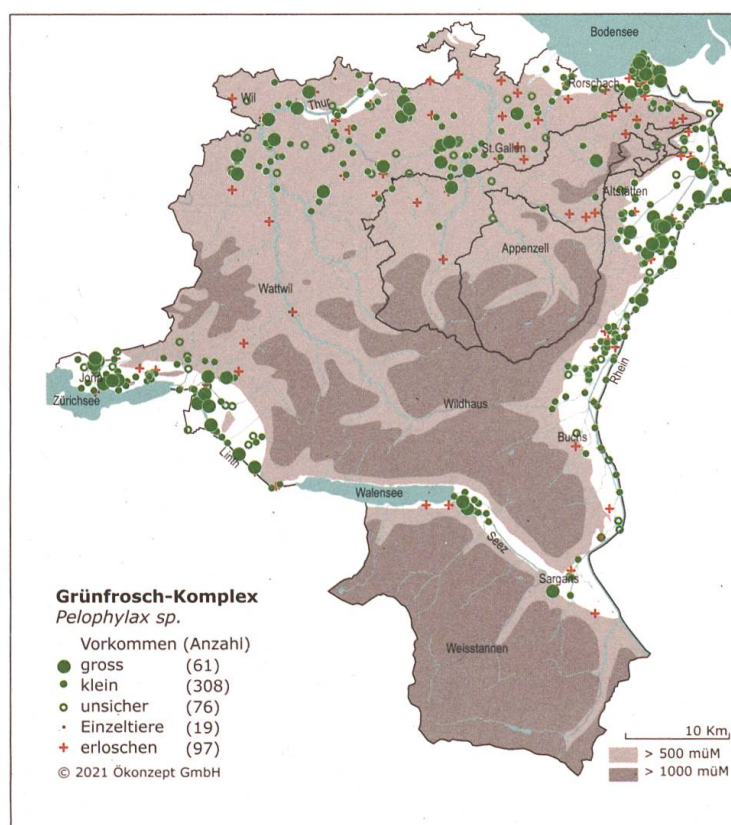 Bodensee
Rorschach
Wil
Thur
St.Gallen
Altstätten
Appenzell
Wattwil
Rhein
Jona
Zürichsee
Wildhaus
Buchs
Linth
Walensee
Seez
Sargans
Weisstannen
Grünfrosch-Komplex
Pelophylax sp.
Vorkommen (Anzahl)
gross (61)
klein (308)
unsicher (76)
Einzeltiere (19)
erloschen (97)
© 2021 Ökonzept GmbH
10 Km
> 500 müM
> 1000 müM